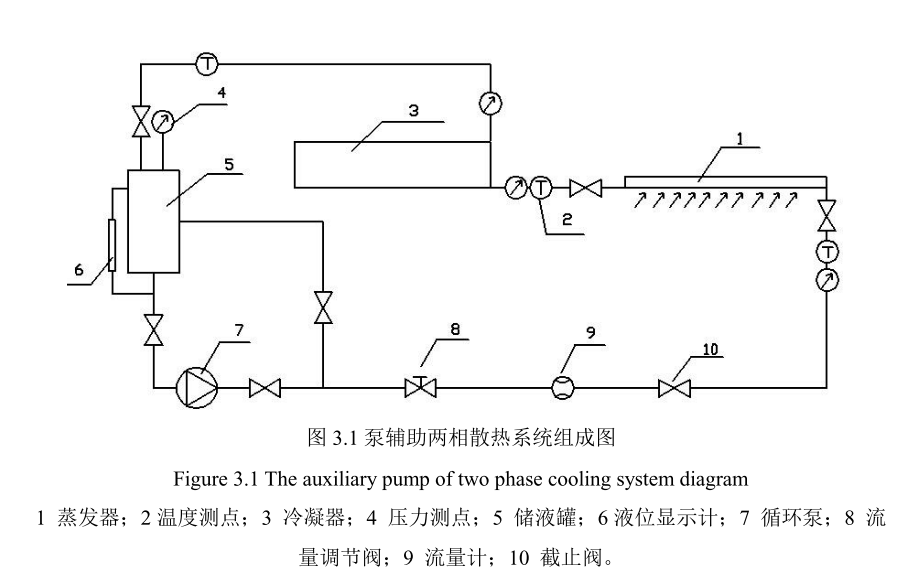 T
4
3
1
5
T
2
6
T
7
8
9
10
图 3.1 泵辅助两相散热系统组成图
Figure 3.1 The auxiliary pump of two phase cooling system diagram
1 蒸发器；2 温度测点；3 冷凝器；4 压力测点；5 储液罐；6 液位显示计；7 循环泵；8 流
量调节阀；9 流量计；10 截止阀。